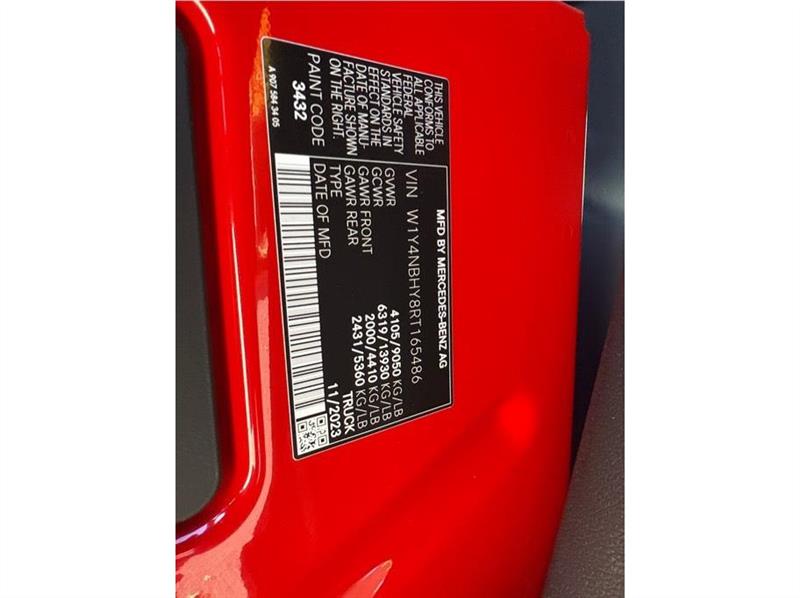 MFD BY MERCEDES-BENZ AG
VIN W1Y4NBHY8RT165486
THIS VEHICLE
CONFORMS TO
ALL APPLICABLE
FEDERAL
VEHICLE SAFETY
STANDARDS IN
EFFECT ON THE
DATE OF MANU-
FACTURE SHOWN
ON THE RIGHT.
PAINT CODE
3432
GVWR 4105/9050 KG/LB
GCWR 6319/13930 KG/LB
GAWR FRONT 2000/4410 KG/LB
GAWR REAR 2431/5360 KG/LB
TYPE TRUCK
DATE OF MFD 11/2023
A 907 584 34 05